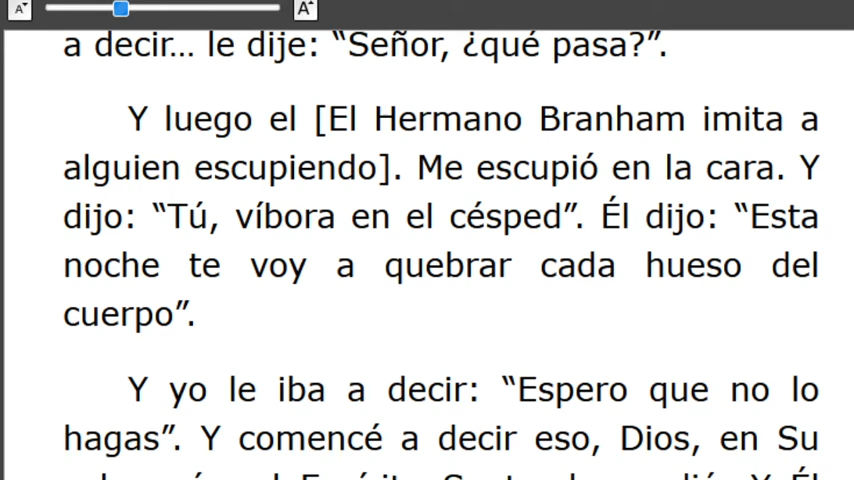 A A
a decir… le dije: “Señor, ¿qué pasa?”.
Y luego el [El Hermano Branham imita a
alguien escupiendo]. Me escupió en la cara. Y
dijo: “Tú, víbora en el césped”. Él dijo: “Esta
noche te voy a quebrar cada hueso del
cuerpo”.
Y yo le iba a decir: “Espero que no lo
hagas”. Y comencé a decir eso, Dios, en Su